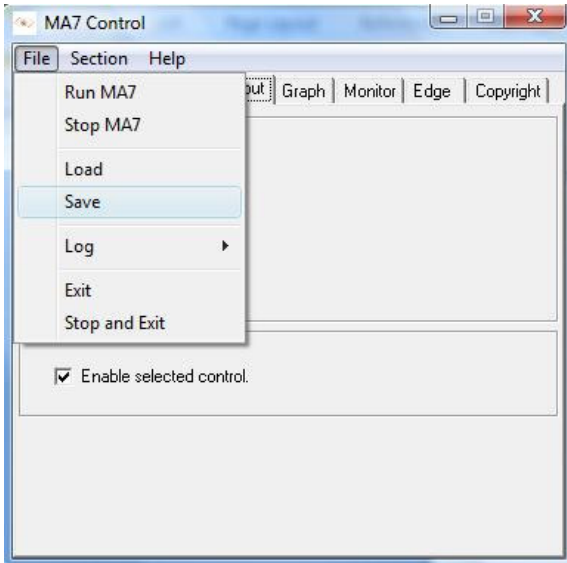 MA7 Control
File Section Help
Graph Monitor Edge Copyright
Run MA7
Stop MA7
Load
Save
Log
Exit
Stop and Exit
Enable selected control.